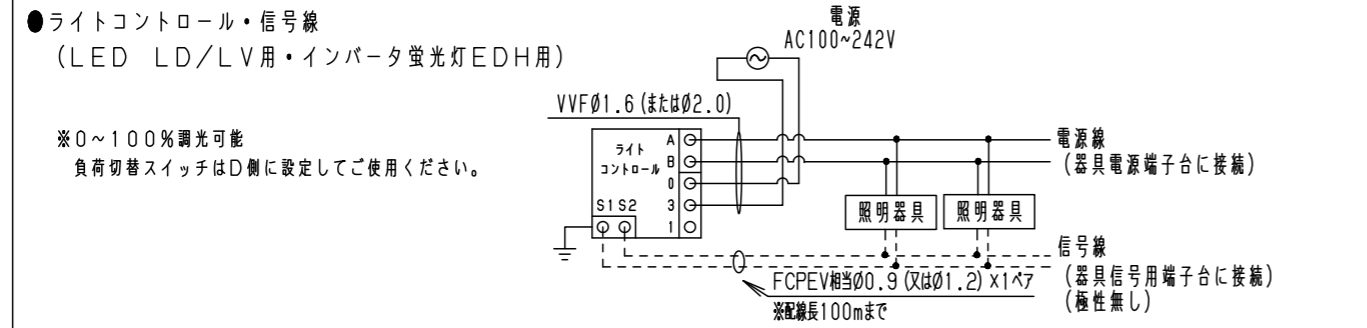 ●ライトコントロール・信号線
(LED LD/LV用・インバータ蛍光灯EDH用)
※0~100%調光可能
負荷切替スイッチはD側に設定してご使用ください。
電源
AC100~242V
VVFØ1.6(またはØ2.0)
ライト
コントロール
A
B
0
3
1
S1 S2
電源線
(器具電源端子台に接続)
照明器具
照明器具
信号線
(器具信号用端子台に接続)
(極性無し)
FCPEV相当Ø0.9(又はØ1.2)×1ペア
※配線長100mまで